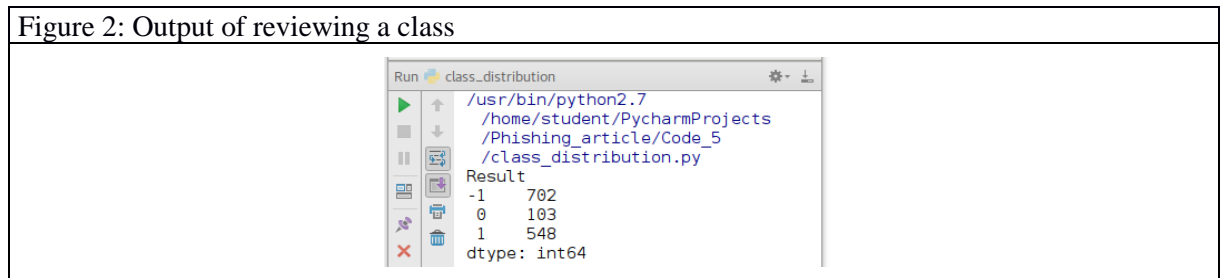 Figure 2: Output of reviewing a class
Run class_distribution
/usr/bin/python2.7
/home/student/PycharmProjects
/Phishing_article/Code_5
/class_distribution.py
Result
-1 702
0 103
1 548
dtype: int64